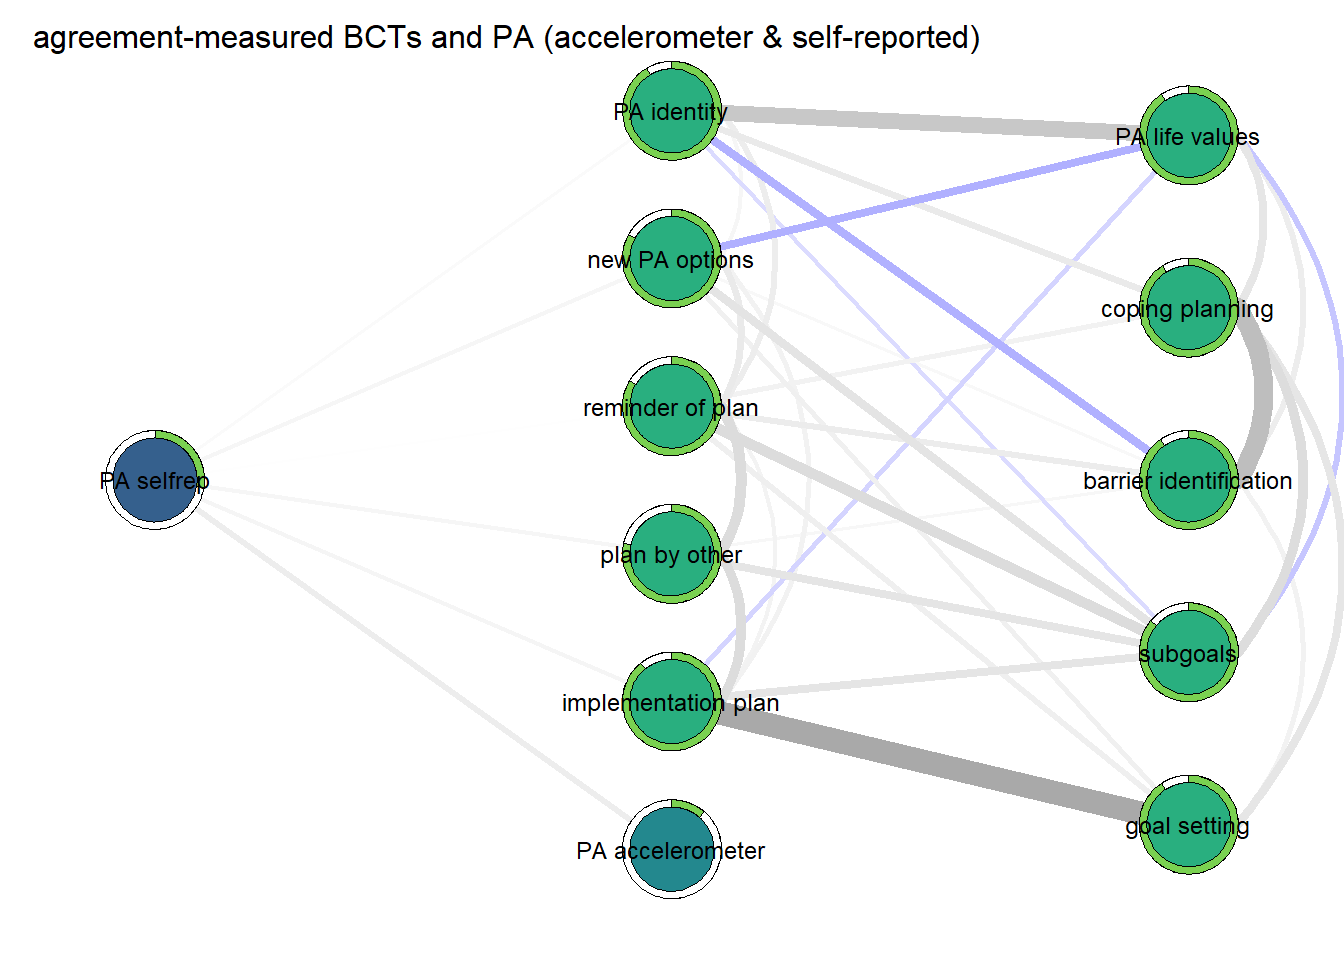 agreement-measured BCTs and PA (accelerometer & self-reported)
PA identity
PA life values
new PA options
coping planning
reminder of plan
PA selfrep
barrier identification
plan by other
subgoals
implementation plan
goal setting
PA accelerometer